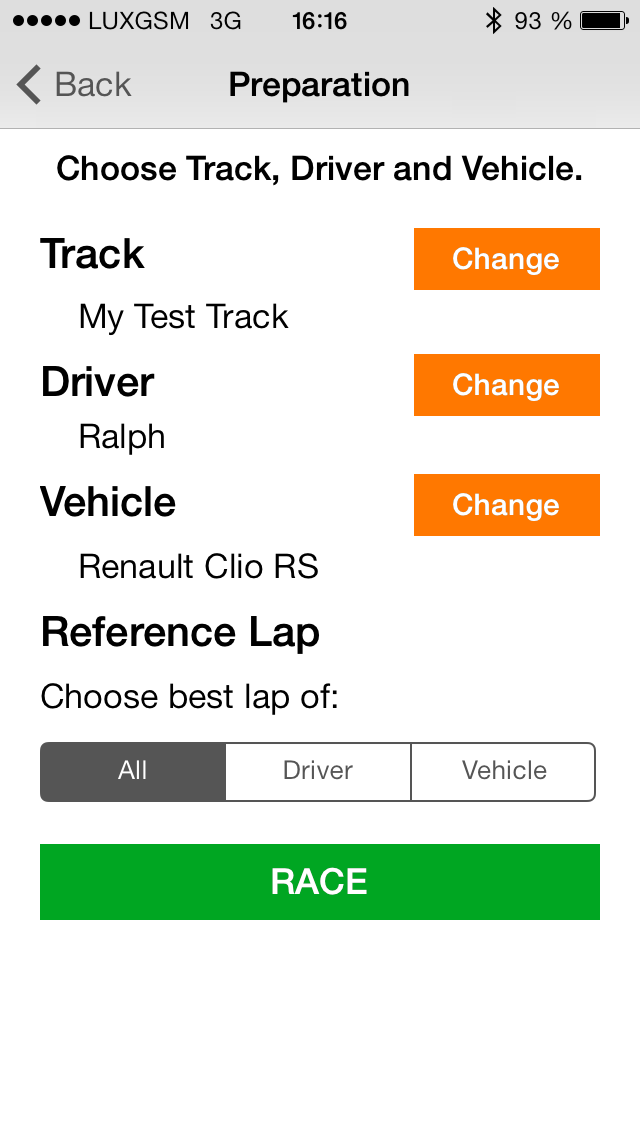 LUXGSM 3G 16:16 93 %
Back Preparation
Choose Track, Driver and Vehicle.
Track Change
My Test Track
Driver Change
Ralph
Vehicle Change
Renault Clio RS
Reference Lap
Choose best lap of:
All Driver Vehicle
RACE